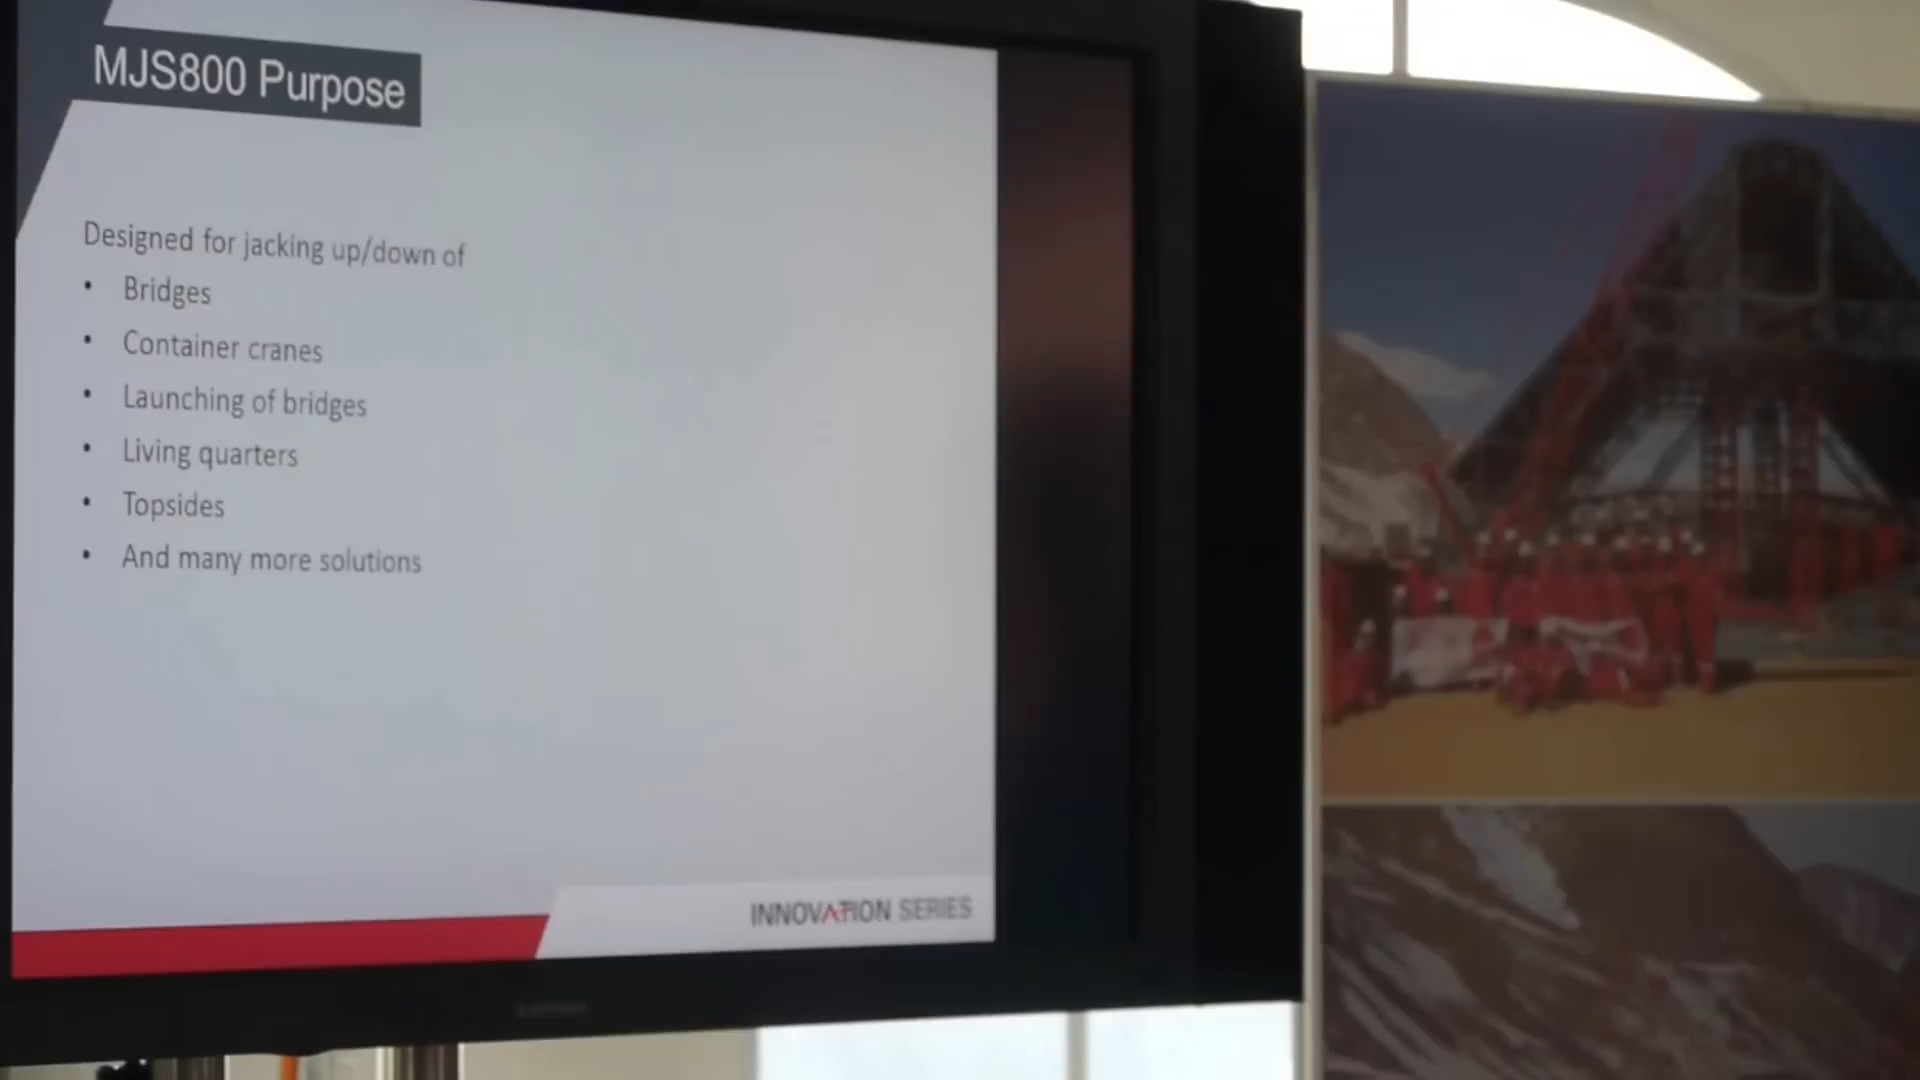 MJS800 Purpose
Designed for jacking up/down of
• Bridges
• Container cranes
• Launching of bridges
• Living quarters
• Topsides
• And many more solutions
INNOVATION SERIES